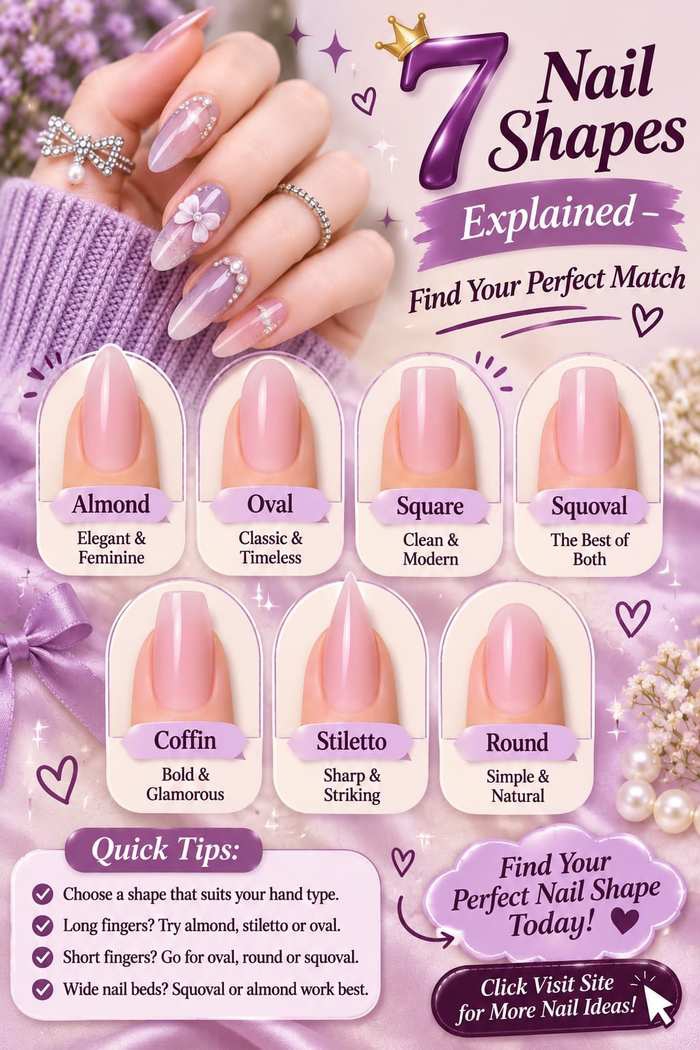 7 Nail
Shapes
Explained –
Find Your Perfect Match
Almond
Elegant &
Feminine
Oval
Classic &
Timeless
Square
Clean &
Modern
Squoval
The Best of
Both
Coffin
Bold &
Glamorous
Stiletto
Sharp &
Striking
Round
Simple &
Natural
Quick Tips:
Choose a shape that suits your hand type.
Long fingers? Try almond, stiletto or oval.
Short fingers? Go for oval, round or squoval.
Wide nail beds? Squoval or almond work best.
Find Your
Perfect Nail Shape
Today!
Click Visit Site
for More Nail Ideas!